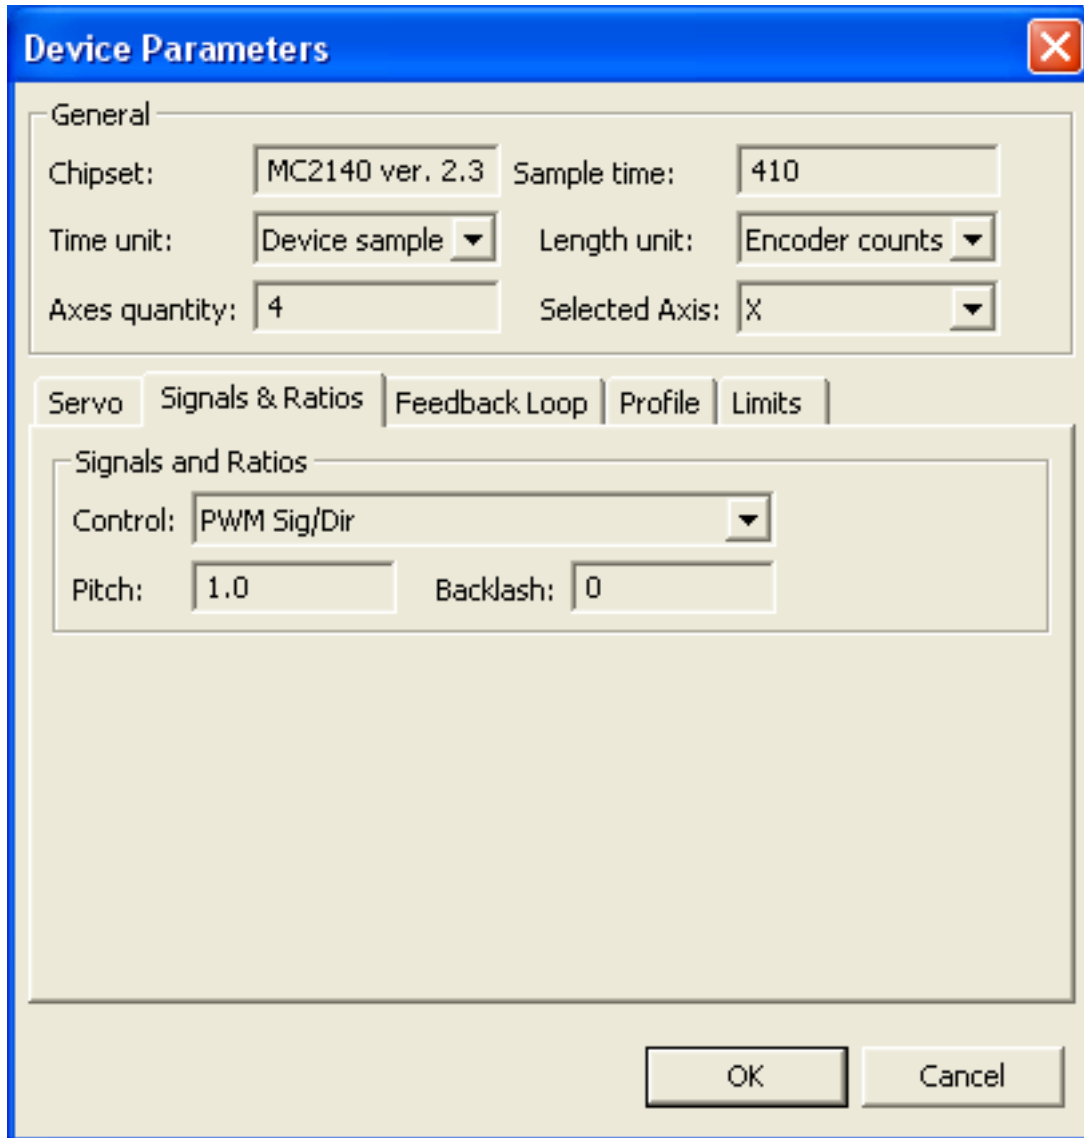 Device Parameters
General
Chipset: MC2140 ver. 2.3 Sample time: 410
Time unit: Device sample Length unit: Encoder counts
Axes quantity: 4 Selected Axis: X
Servo Signals & Ratios Feedback Loop Profile Limits
Signals and Ratios
Control: PWM Sig/Dir
Pitch: 1.0 Backlash: 0
OK Cancel